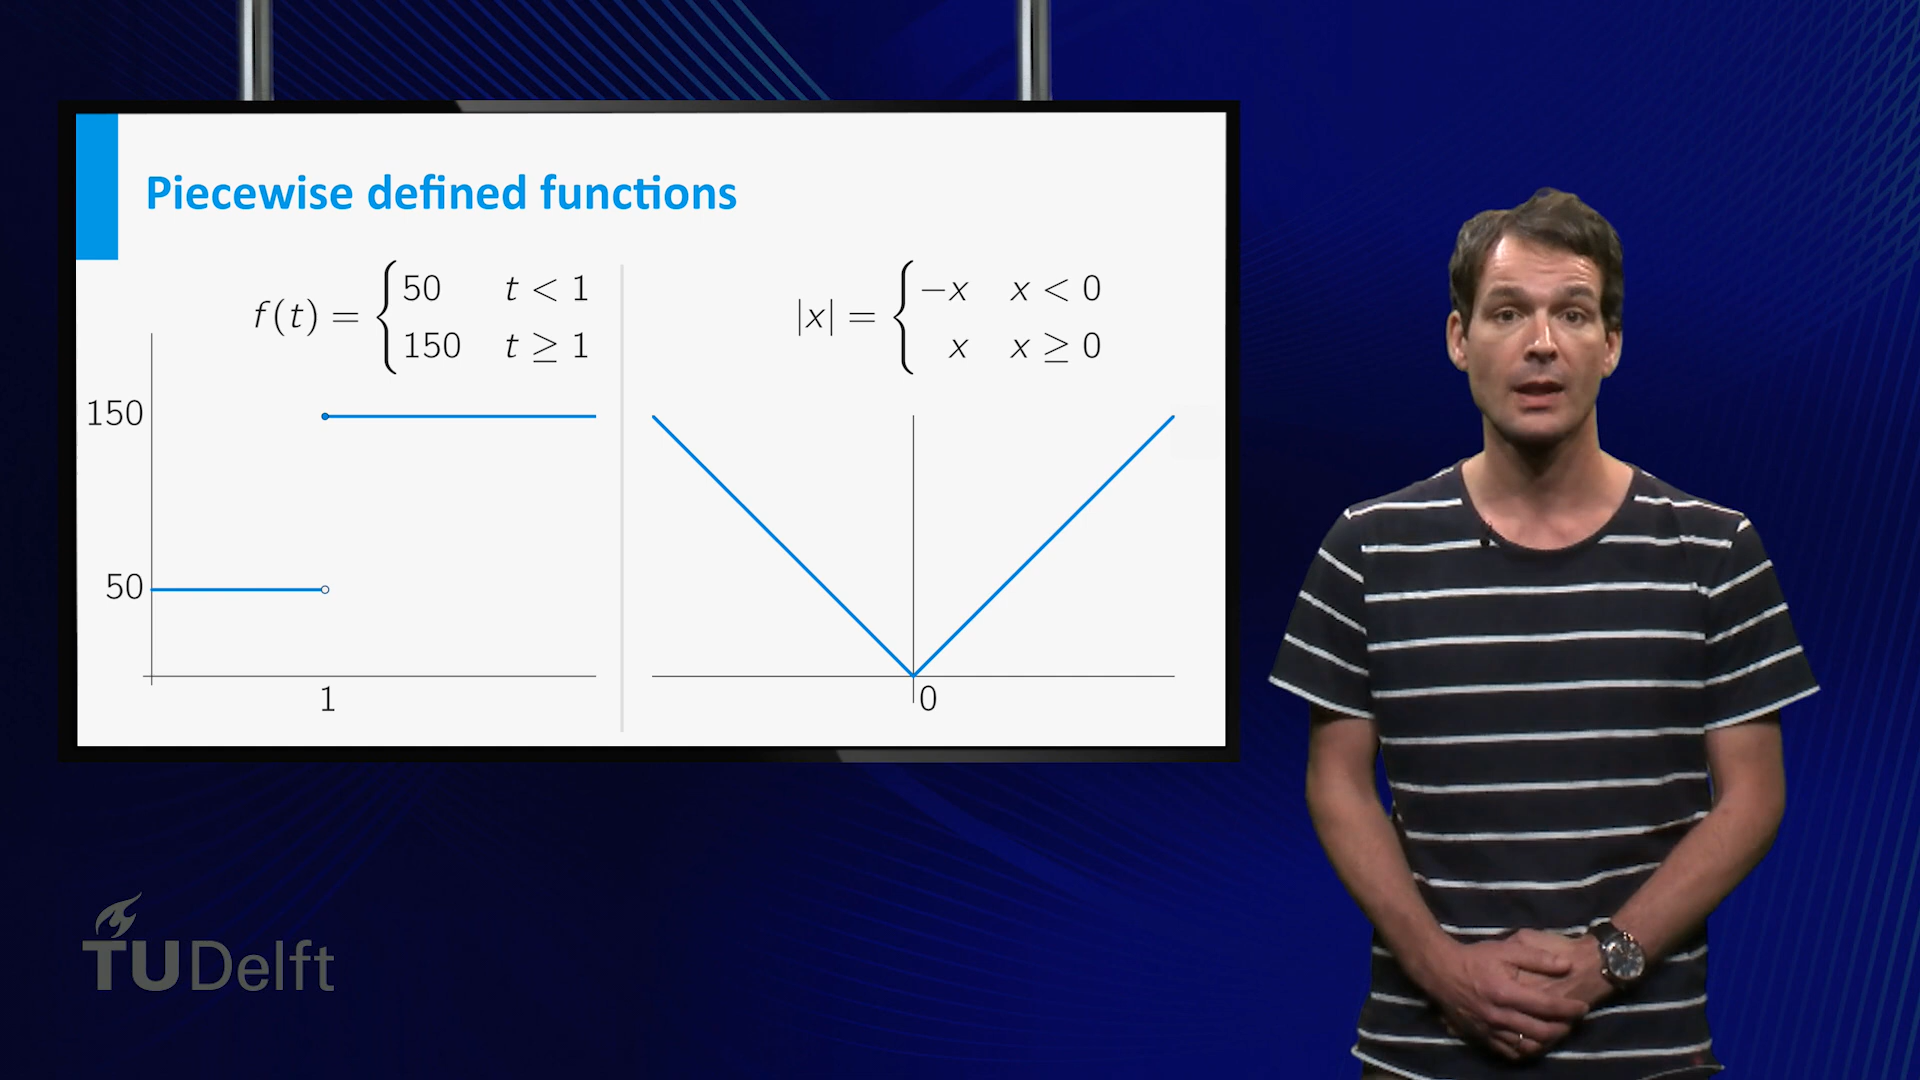 Piecewise defined functions
f(t) = { 50 t < 1
150 t ≥ 1
|x| = { −x x < 0
x x ≥ 0
150
50
1
0
TUDelft